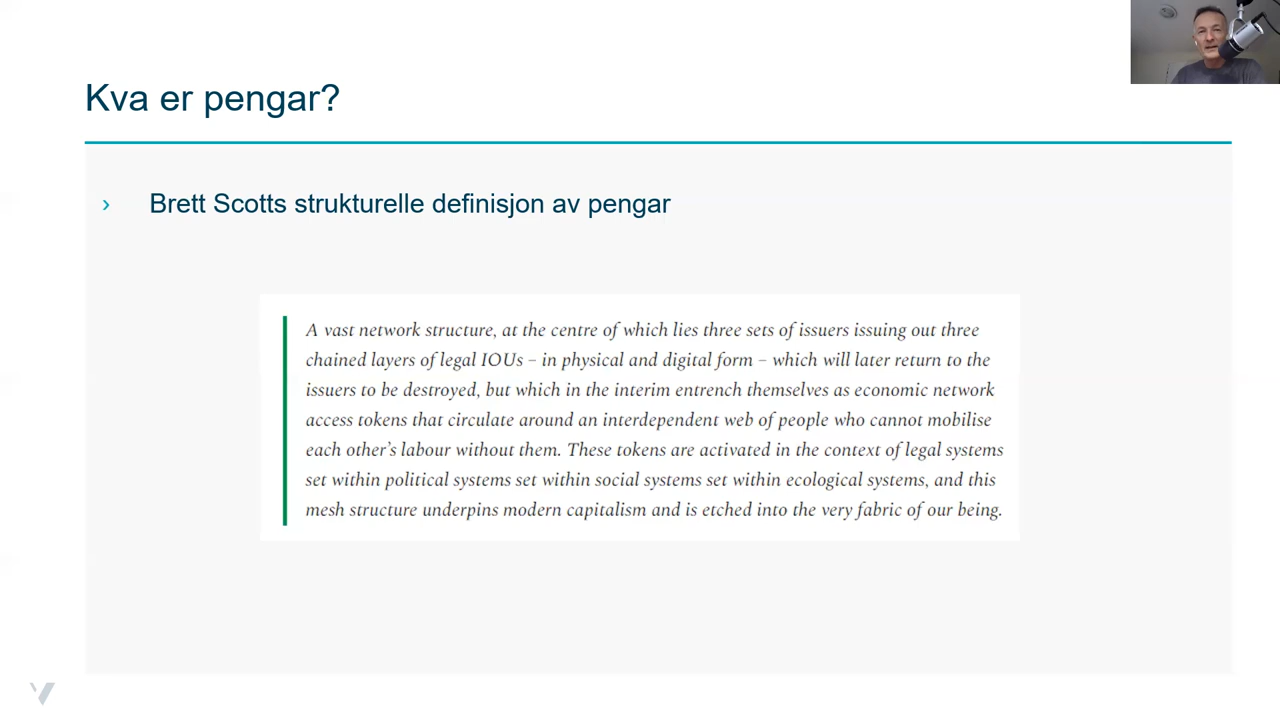 Kva er pengar?
› Brett Scotts strukturelle definisjon av pengar
A vast network structure, at the centre of which lies three sets of issuers issuing out three
chained layers of legal IOUs – in physical and digital form – which will later return to the
issuers to be destroyed, but which in the interim entrench themselves as economic network
access tokens that circulate around an interdependent web of people who cannot mobilise
each other’s labour without them. These tokens are activated in the context of legal systems
set within political systems set within social systems set within ecological systems, and this
mesh structure underpins modern capitalism and is etched into the very fabric of our being.